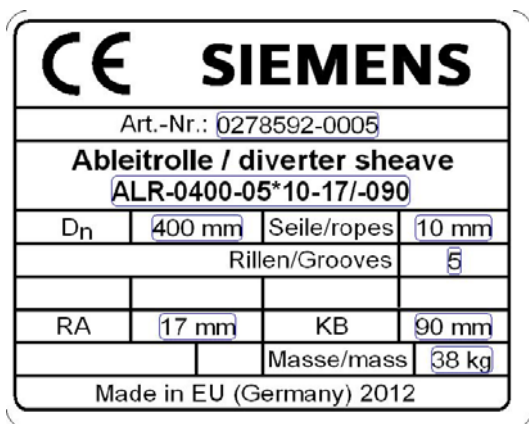 CE SIEMENS
Art.-Nr.: 0278592-0005
Ableitrolle / diverter sheave
ALR-0400-05*10-17/-090
Dn 400 mm Seile/ropes 10 mm
Rillen/Grooves 5
RA 17 mm KB 90 mm
Masse/mass 38 kg
Made in EU (Germany) 2012